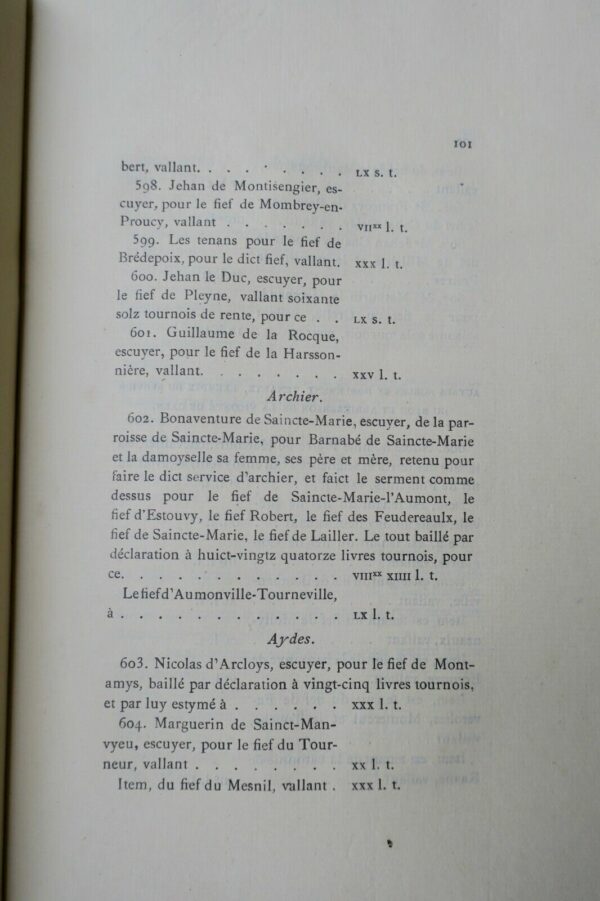 101
bert, vallant. . . . . . . . . LX s. t.
598. Jehan de Montisengier, es-
cuyer, pour le fief de Mombrey-en-
Proucy, vallant . . . . . . . VIIxx l. t.
599. Les tenans pour le fief de
Brédepoix, pour le dict fief, vallant. XXX l. t.
600. Jehan le Duc, escuyer, pour
le fief de Pleyne, vallant soixante
solz tournois de rente, pour ce . . LX s. t.
601. Guillaume de la Rocque,
escuyer, pour le fief de la Harsson-
nière, vallant. . . . . . . . XXV l. t.
Archier.
602. Bonaventure de Saincte-Marie, escuyer, de la par-
roisse de Saincte-Marie, pour Barnabé de Saincte-Marie
et la damoyselle sa femme, ses père et mère, retenu pour
faire le dict service d'archier, et faict le serment comme
dessus pour le fief de Saincte-Marie-l'Aumont, le
fief d'Estouvy, le fief Robert, le fief des Feudereaulx, le
fief de Saincte-Marie, le fief de Lailler. Le tout baillé par
déclaration à huict-vingtz quatorze livres tournois, pour
ce. . . . . . . . . . . . VIIIxx XIIII l. t.
Le fief d'Aumonville-Tourneville,
à . . . . . . . . . . . . LX l. t.
Aydes.
603. Nicolas d'Arcloys, escuyer, pour le fief de Mont-
amys, baillé par déclaration à vingt-cinq livres tournois,
et par luy estymé à . . . . . . XXX l. t.
604. Marguerin de Sainct-Man-
vyeu, escuyer, pour le fief du Tour-
neur, vallant . . . . . . . . XX l. t.
Item, du fief du Mesnil, vallant . XXX l. t.